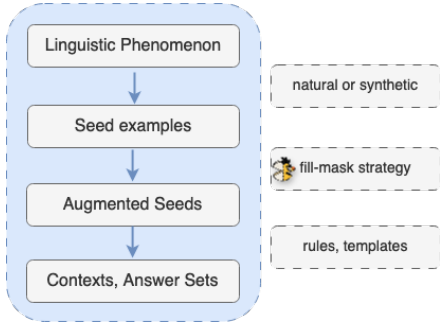 Linguistic Phenomenon
natural or synthetic
Seed examples
fill-mask strategy
Augmented Seeds
rules, templates
Contexts, Answer Sets